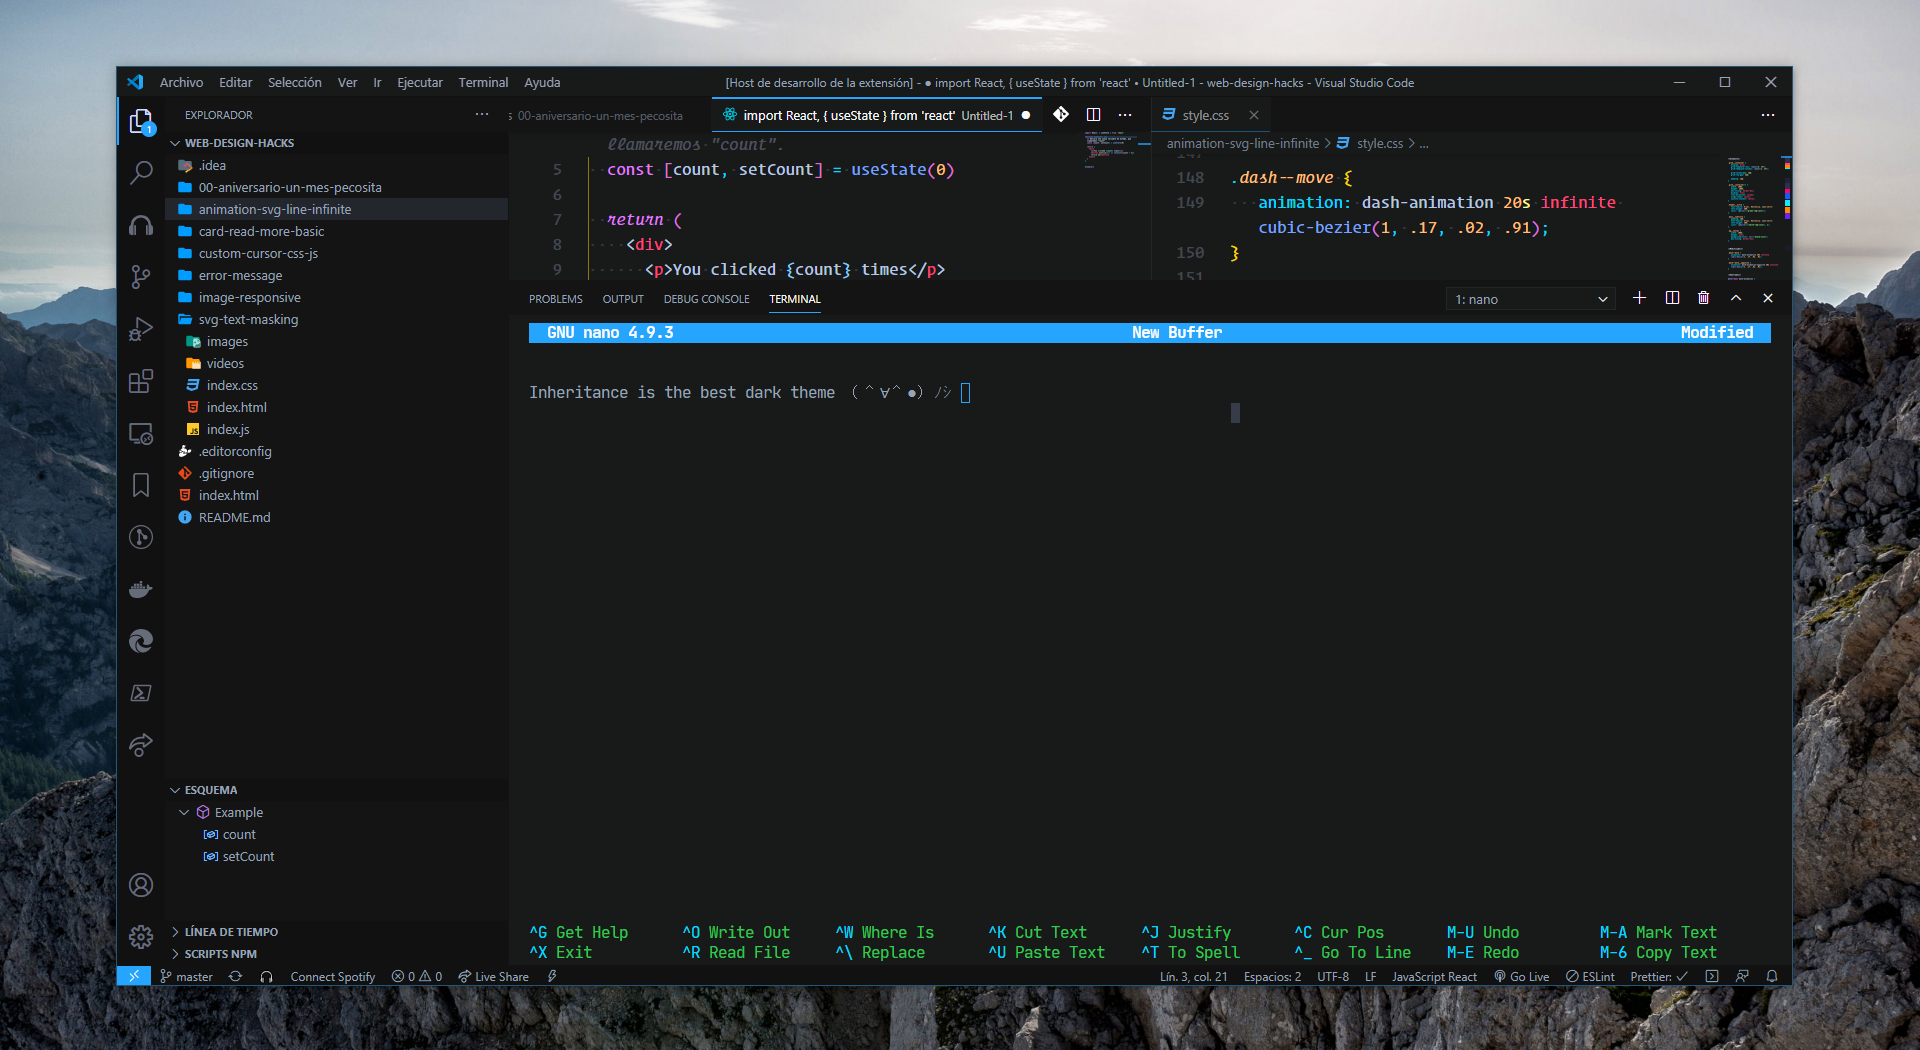 Archivo Editar Selección Ver Ir Ejecutar Terminal Ayuda
[Host de desarrollo de la extensión] - ● import React, { useState } from 'react' • Untitled-1 - web-design-hacks - Visual Studio Code
EXPLORADOR
WEB-DESIGN-HACKS
.idea
00-aniversario-un-mes-pecosita
animation-svg-line-infinite
card-read-more-basic
custom-cursor-css-js
error-message
image-responsive
svg-text-masking
images
videos
index.css
index.html
index.js
.editorconfig
.gitignore
index.html
README.md
ESQUEMA
Example
count
setCount
LÍNEA DE TIEMPO
SCRIPTS NPM
1
00-aniversario-un-mes-pecosita
import React, { useState } from 'react' Untitled-1
llamaremos "count".
5 const [count, setCount] = useState(0)
6
7 return (
8 <div>
9 <p>You clicked {count} times</p>
style.css
animation-svg-line-infinite > style.css > ...
147
148 .dash--move {
149 animation: dash-animation 20s infinite
cubic-bezier(1, .17, .02, .91);
150 }
151
PROBLEMS OUTPUT DEBUG CONSOLE TERMINAL
1: nano
GNU nano 4.9.3 New Buffer Modified
Inheritance is the best dark theme (＾∀＾●)ﾉｼ
^G Get Help ^O Write Out ^W Where Is ^K Cut Text ^J Justify ^C Cur Pos M-U Undo M-A Mark Text
^X Exit ^R Read File ^\ Replace ^U Paste Text ^T To Spell ^_ Go To Line M-E Redo M-6 Copy Text
master Connect Spotify 0 0 Live Share
Lín. 3, col. 21 Espacios: 2 UTF-8 LF JavaScript React Go Live ESLint Prettier: ✓